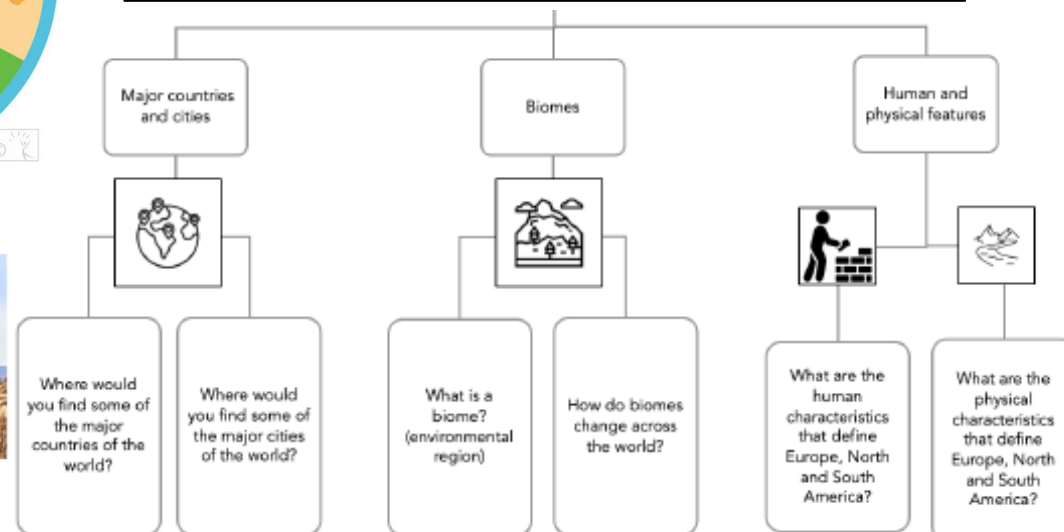 Major countries
and cities
Biomes
Human and
physical features
Where would
you find some of
the major
countries of the
world?
Where would
you find some of
the major cities
of the world?
What is a
biome?
(environmental
region)
How do biomes
change across
the world?
What are the
human
characteristics
that define
Europe, North
and South
America?
What are the
physical
characteristics
that define
Europe, North
and South
America?